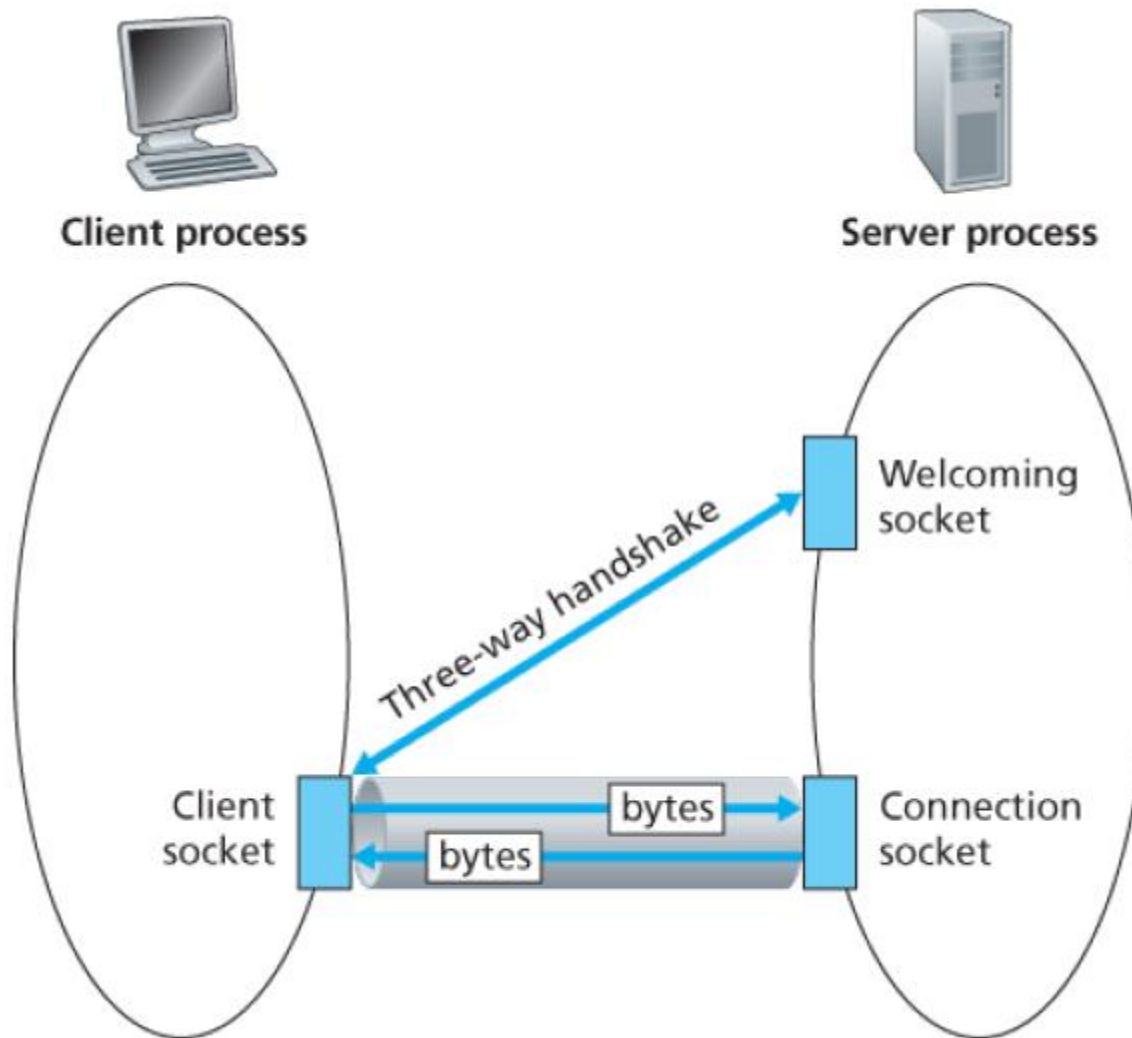 Client process
Server process
Welcoming
socket
Three-way handshake
Client
socket
bytes
bytes
Connection
socket